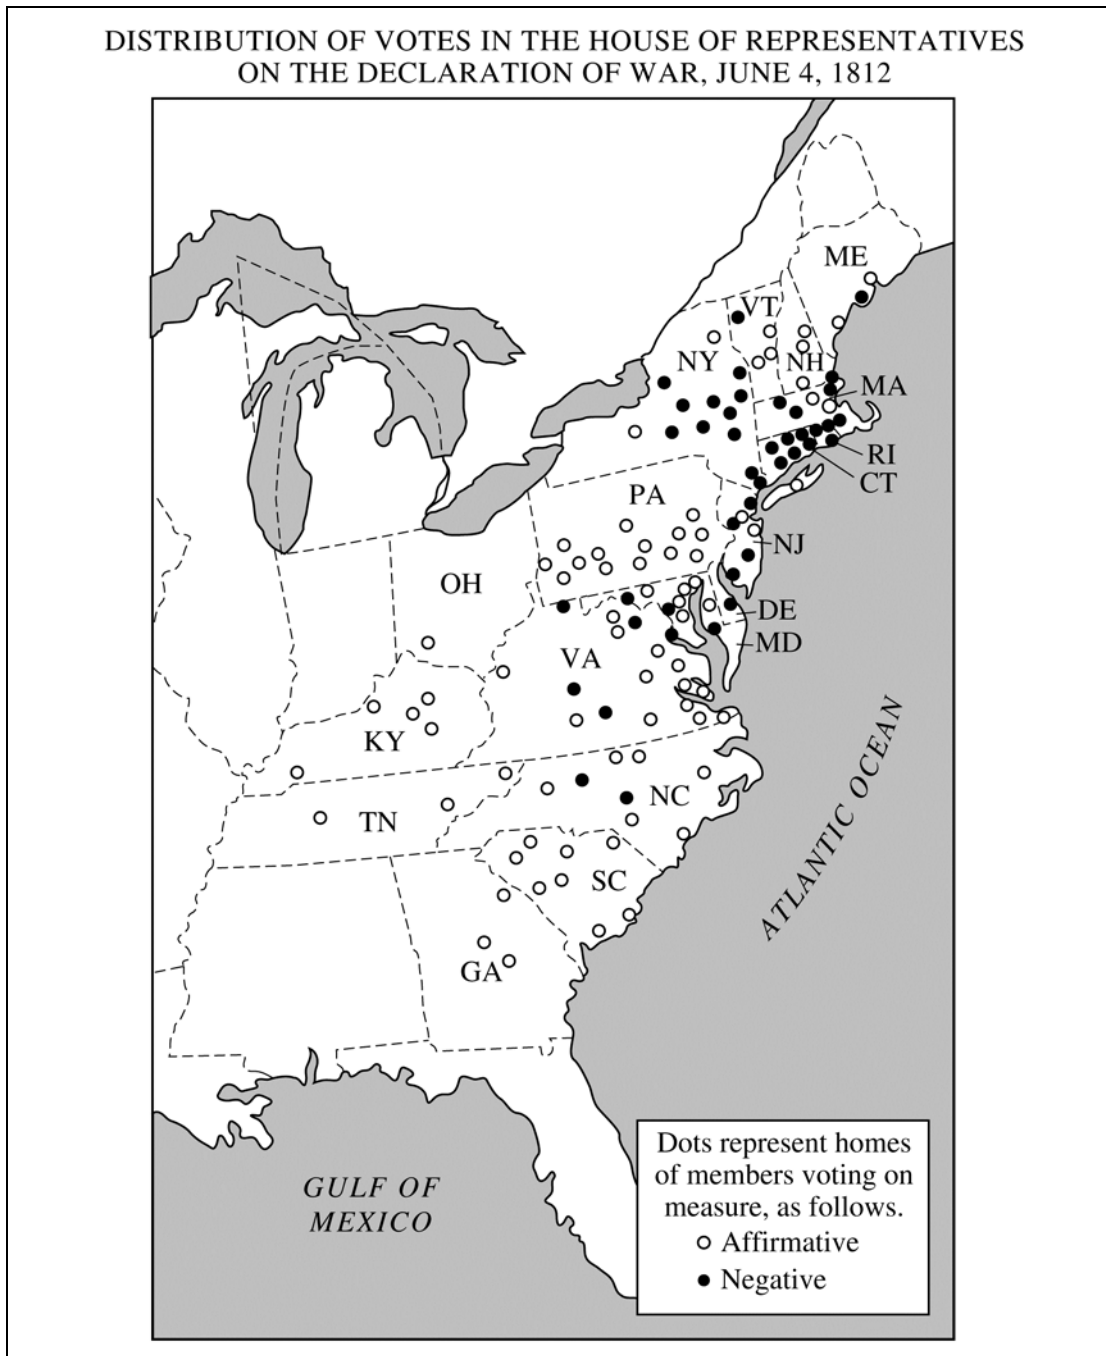 DISTRIBUTION OF VOTES IN THE HOUSE OF REPRESENTATIVES
ON THE DECLARATION OF WAR, JUNE 4, 1812
ME
VT
NY
NH
MA
RI
CT
PA
NJ
OH
DE
MD
VA
KY
NC
TN
SC
GA
ATLANTIC OCEAN
GULF OF
MEXICO
Dots represent homes
of members voting on
measure, as follows.
Affirmative
Negative